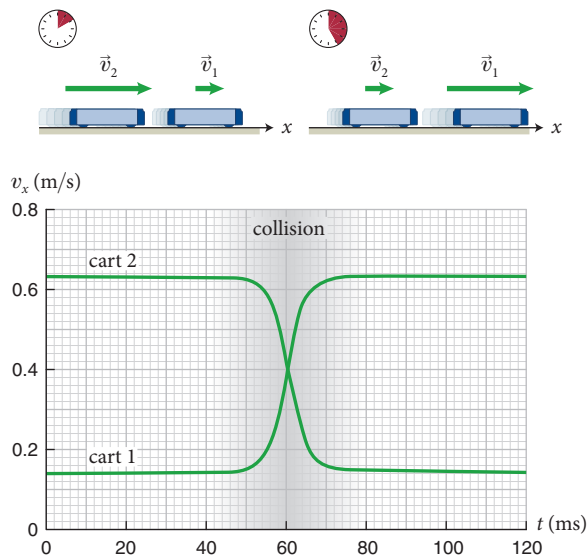 v⃗₂ v⃗₁ v⃗₂ v⃗₁
x x
vₓ (m/s)
0.8
collision
cart 2
0.6
0.4
0.2
cart 1
0
t (ms)
0 20 40 60 80 100 120